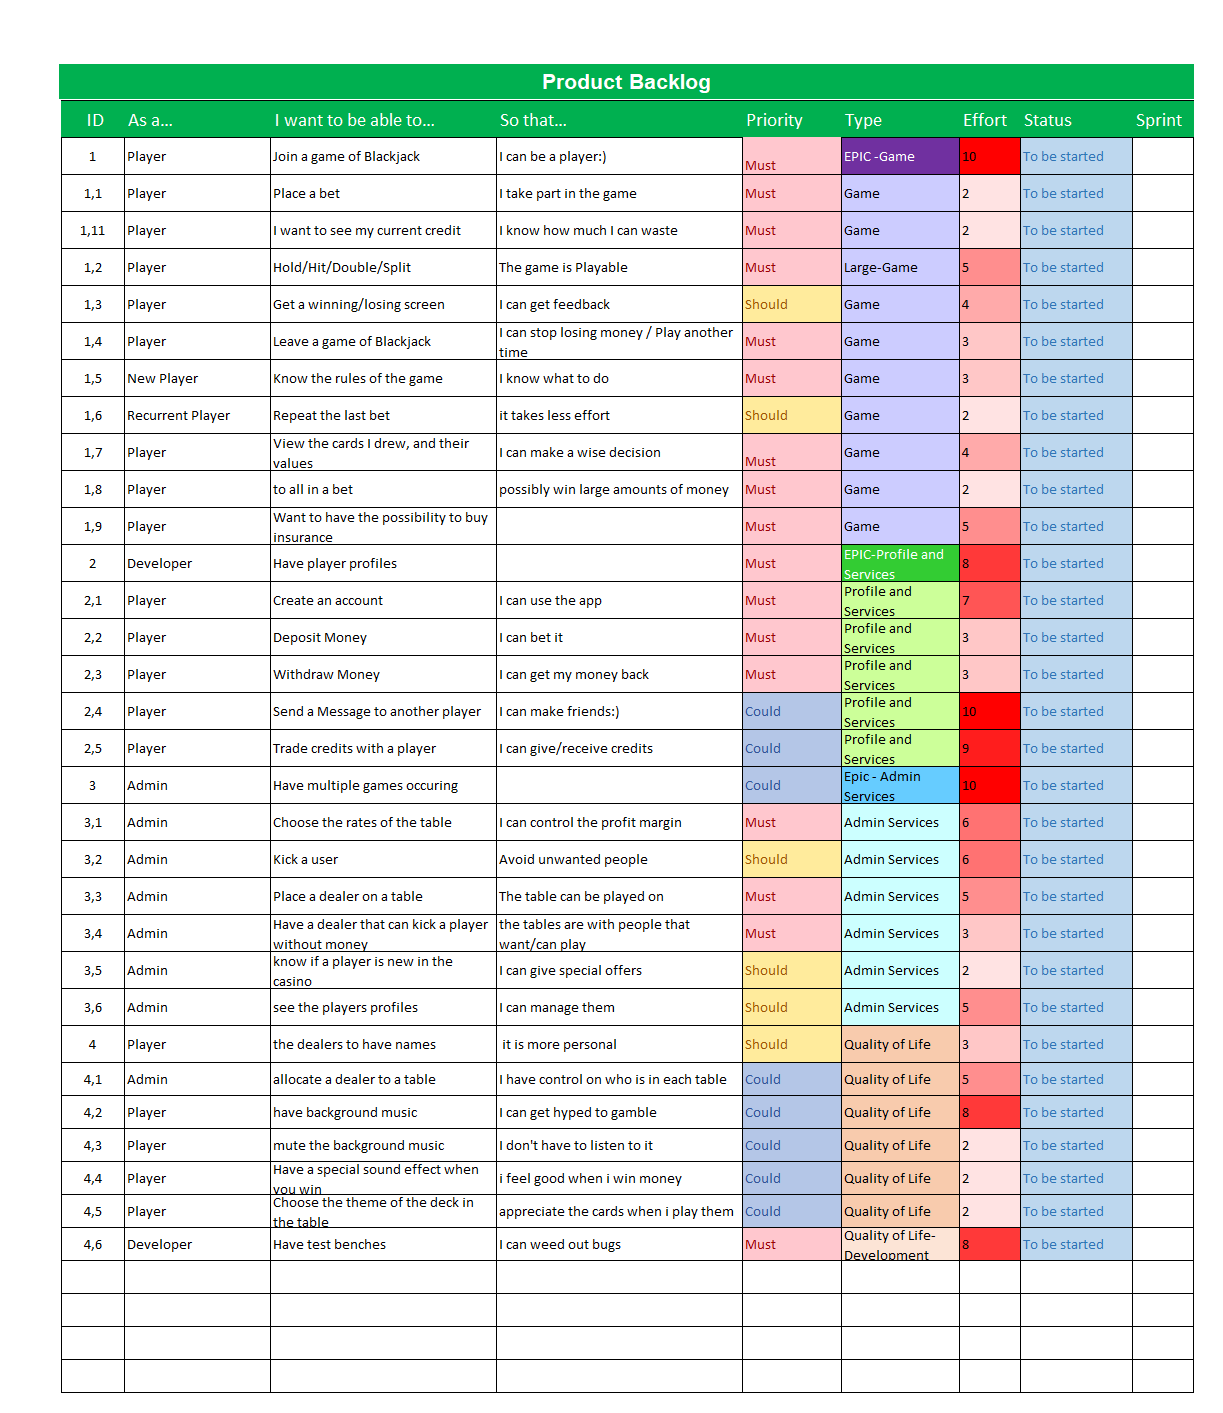 Product Backlog
ID As a... I want to be able to... So that... Priority Type Effort Status Sprint
1 Player Join a game of Blackjack I can be a player:) Must EPIC -Game 10 To be started
1,1 Player Place a bet I take part in the game Must Game 2 To be started
1,11 Player I want to see my current credit I know how much I can waste Must Game 2 To be started
1,2 Player Hold/Hit/Double/Split The game is Playable Must Large-Game 5 To be started
1,3 Player Get a winning/losing screen I can get feedback Should Game 4 To be started
1,4 Player Leave a game of Blackjack I can stop losing money / Play another time Must Game 3 To be started
1,5 New Player Know the rules of the game I know what to do Must Game 3 To be started
1,6 Recurrent Player Repeat the last bet it takes less effort Should Game 2 To be started
1,7 Player View the cards I drew, and their values I can make a wise decision Must Game 4 To be started
1,8 Player to all in a bet possibly win large amounts of money Must Game 2 To be started
1,9 Player Want to have the possibility to buy insurance Must Game 5 To be started
2 Developer Have player profiles Must EPIC-Profile and Services 8 To be started
2,1 Player Create an account I can use the app Must Profile and Services 7 To be started
2,2 Player Deposit Money I can bet it Must Profile and Services 3 To be started
2,3 Player Withdraw Money I can get my money back Must Profile and Services 3 To be started
2,4 Player Send a Message to another player I can make friends:) Could Profile and Services 10 To be started
2,5 Player Trade credits with a player I can give/receive credits Could Profile and Services 9 To be started
3 Admin Have multiple games occuring Could Epic - Admin Services 10 To be started
3,1 Admin Choose the rates of the table I can control the profit margin Must Admin Services 6 To be started
3,2 Admin Kick a user Avoid unwanted people Should Admin Services 6 To be started
3,3 Admin Place a dealer on a table The table can be played on Must Admin Services 5 To be started
3,4 Admin Have a dealer that can kick a player without money the tables are with people that want/can play Must Admin Services 3 To be started
3,5 Admin know if a player is new in the casino I can give special offers Should Admin Services 2 To be started
3,6 Admin see the players profiles I can manage them Should Admin Services 5 To be started
4 Player the dealers to have names it is more personal Should Quality of Life 3 To be started
4,1 Admin allocate a dealer to a table I have control on who is in each table Could Quality of Life 5 To be started
4,2 Player have background music I can get hyped to gamble Could Quality of Life 8 To be started
4,3 Player mute the background music I don't have to listen to it Could Quality of Life 2 To be started
4,4 Player Have a special sound effect when you win i feel good when i win money Could Quality of Life 2 To be started
4,5 Player Choose the theme of the deck in the table appreciate the cards when i play them Could Quality of Life 2 To be started
4,6 Developer Have test benches I can weed out bugs Must Quality of Life-Development 8 To be started